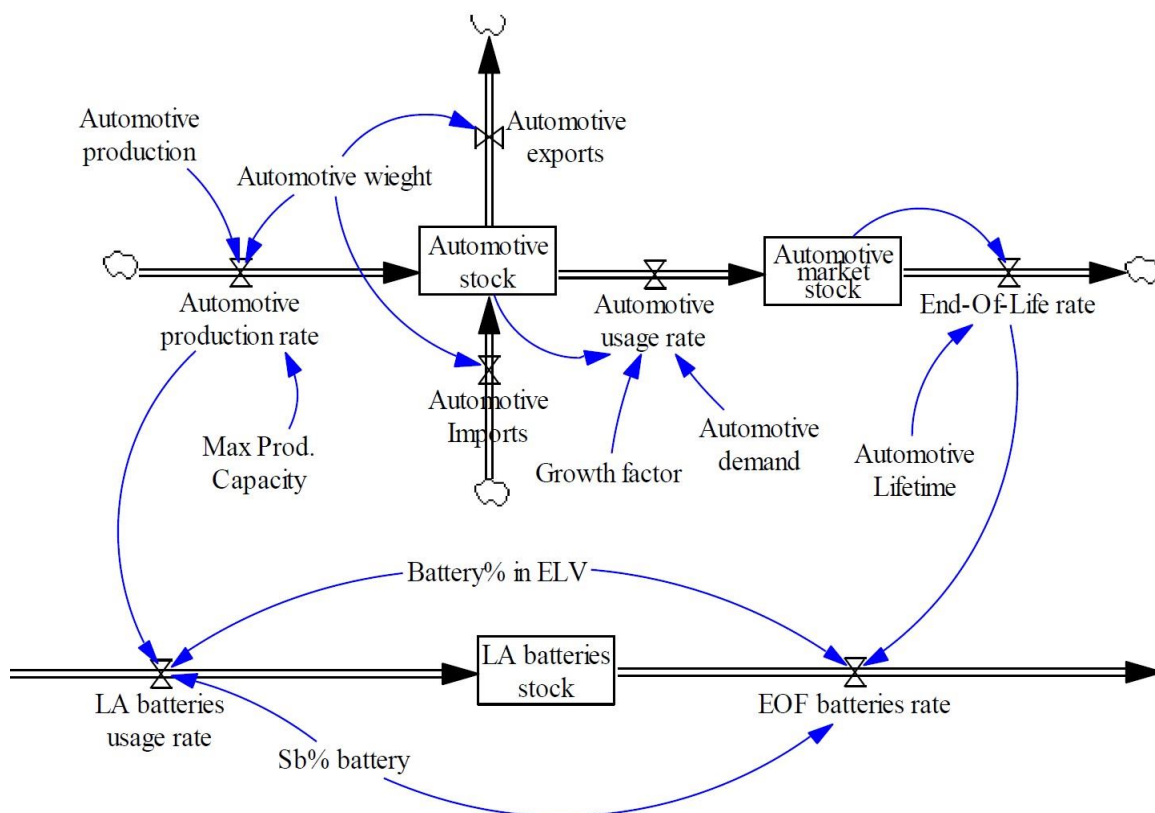 Automotive
production
Automotive
exports
Automotive wieght
Automotive
stock
Automotive
market
stock
Automotive
production rate
Automotive
usage rate
End-Of-Life rate
Automotive
Imports
Max Prod.
Capacity
Growth factor
Automotive
demand
Automotive
Lifetime
Battery% in ELV
LA batteries
stock
LA batteries
usage rate
EOF batteries rate
Sb% battery